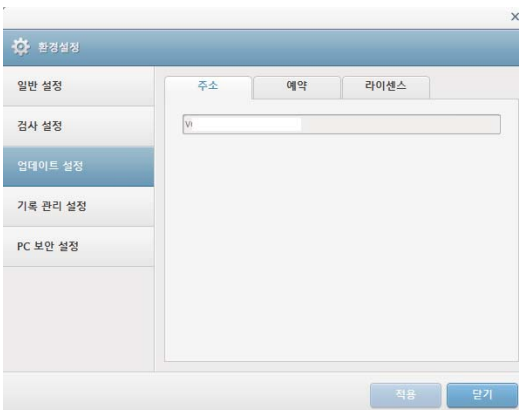 환경설정
일반 설정
검사 설정
업데이트 설정
기록 관리 설정
PC 보안 설정
주소 예약 라이센스
적용 닫기